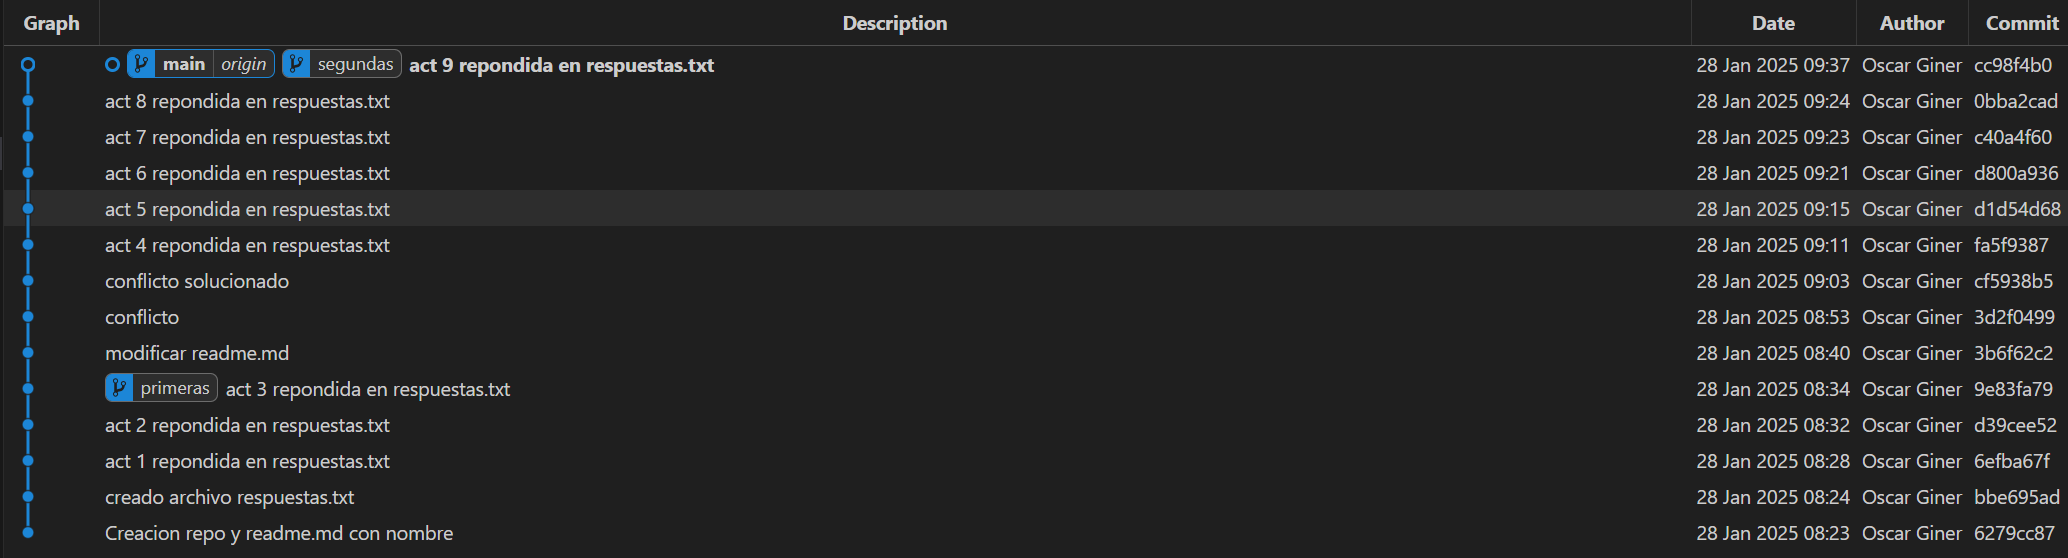 Graph Description Date Author Commit
main origin segundas act 9 repondida en respuestas.txt 28 Jan 2025 09:37 Oscar Giner cc98f4b0
act 8 repondida en respuestas.txt 28 Jan 2025 09:24 Oscar Giner 0bba2cad
act 7 repondida en respuestas.txt 28 Jan 2025 09:23 Oscar Giner c40a4f60
act 6 repondida en respuestas.txt 28 Jan 2025 09:21 Oscar Giner d800a936
act 5 repondida en respuestas.txt 28 Jan 2025 09:15 Oscar Giner d1d54d68
act 4 repondida en respuestas.txt 28 Jan 2025 09:11 Oscar Giner fa5f9387
conflicto solucionado 28 Jan 2025 09:03 Oscar Giner cf5938b5
conflicto 28 Jan 2025 08:53 Oscar Giner 3d2f0499
modificar readme.md 28 Jan 2025 08:40 Oscar Giner 3b6f62c2
primeras act 3 repondida en respuestas.txt 28 Jan 2025 08:34 Oscar Giner 9e83fa79
act 2 repondida en respuestas.txt 28 Jan 2025 08:32 Oscar Giner d39cee52
act 1 repondida en respuestas.txt 28 Jan 2025 08:28 Oscar Giner 6efba67f
creado archivo respuestas.txt 28 Jan 2025 08:24 Oscar Giner bbe695ad
Creacion repo y readme.md con nombre 28 Jan 2025 08:23 Oscar Giner 6279cc87